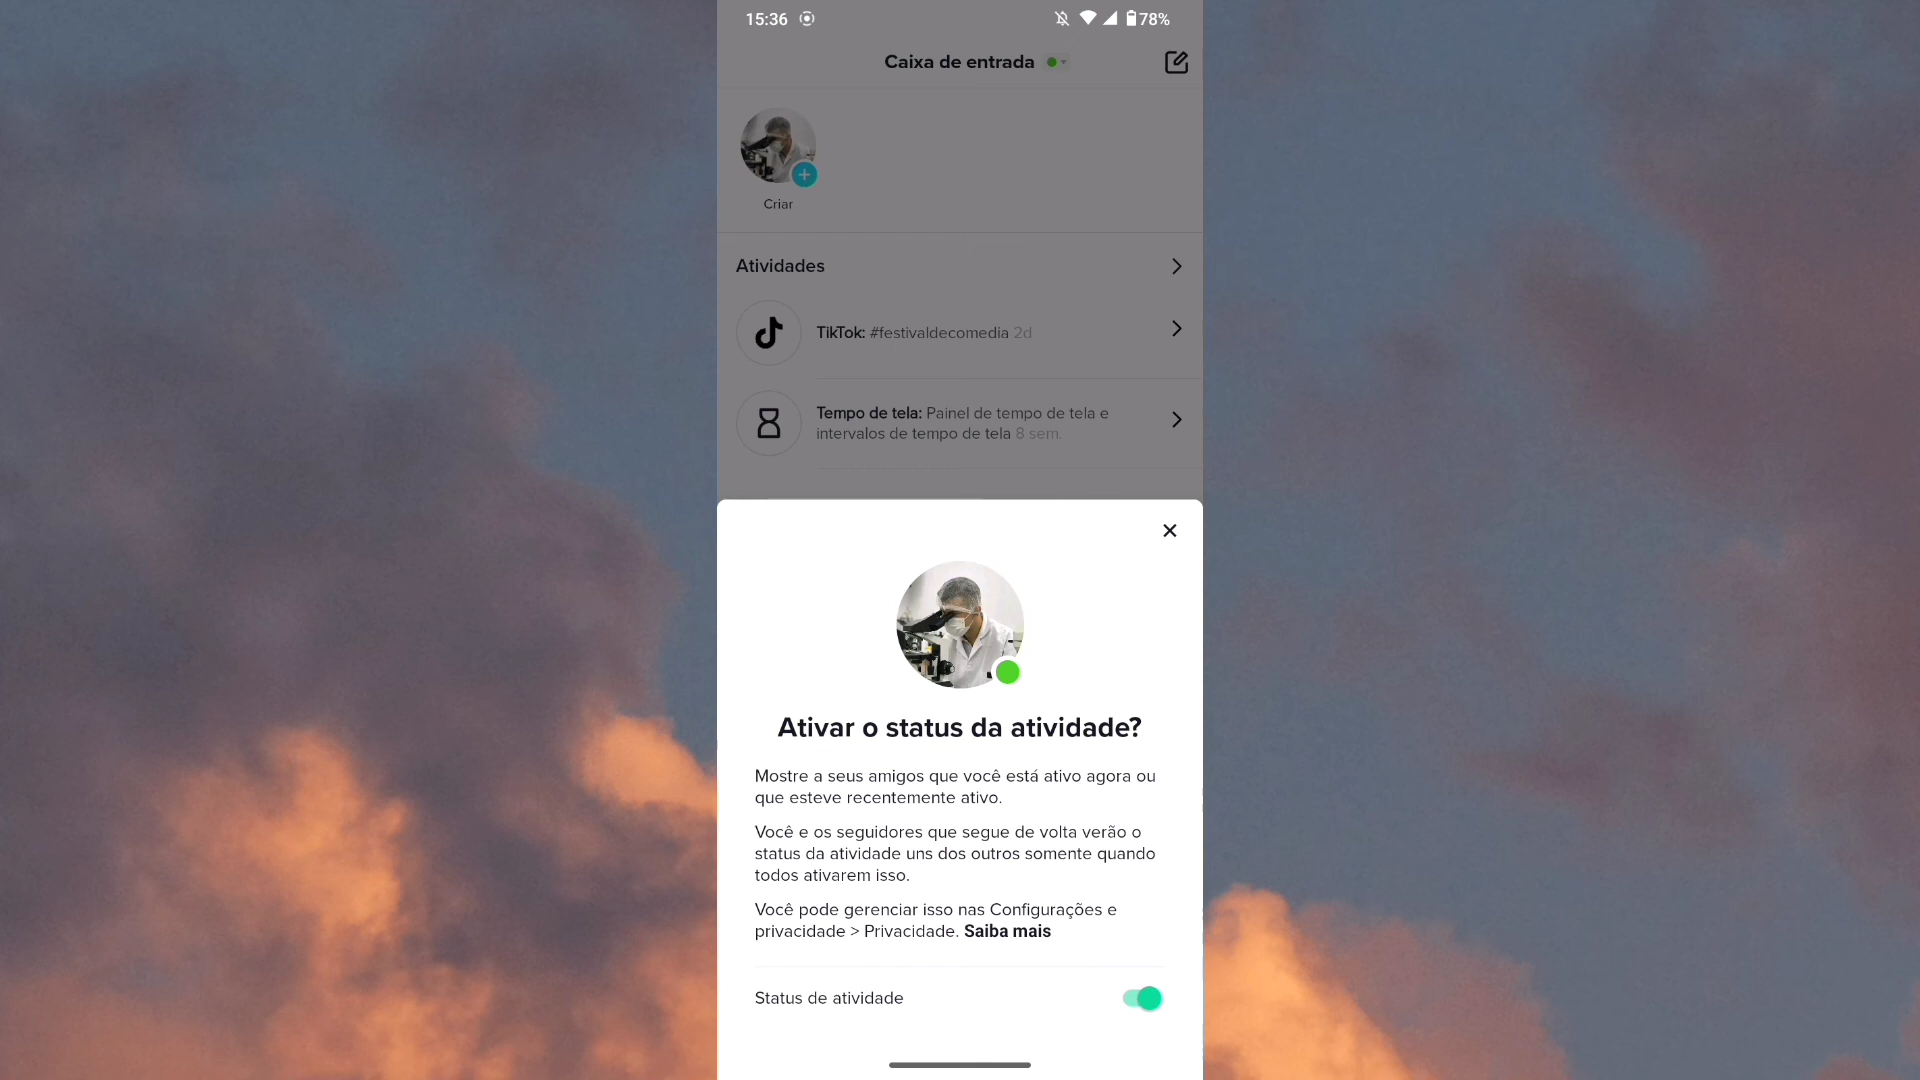 15:36
78%
Caixa de entrada
Criar
Atividades
TikTok: #festivaldecomedia 2d
Tempo de tela: Painel de tempo de tela e
intervalos de tempo de tela 8 sem.
Ativar o status da atividade?
Mostre a seus amigos que você está ativo agora ou
que esteve recentemente ativo.
Você e os seguidores que segue de volta verão o
status da atividade uns dos outros somente quando
todos ativarem isso.
Você pode gerenciar isso nas Configurações e
privacidade > Privacidade. Saiba mais
Status de atividade